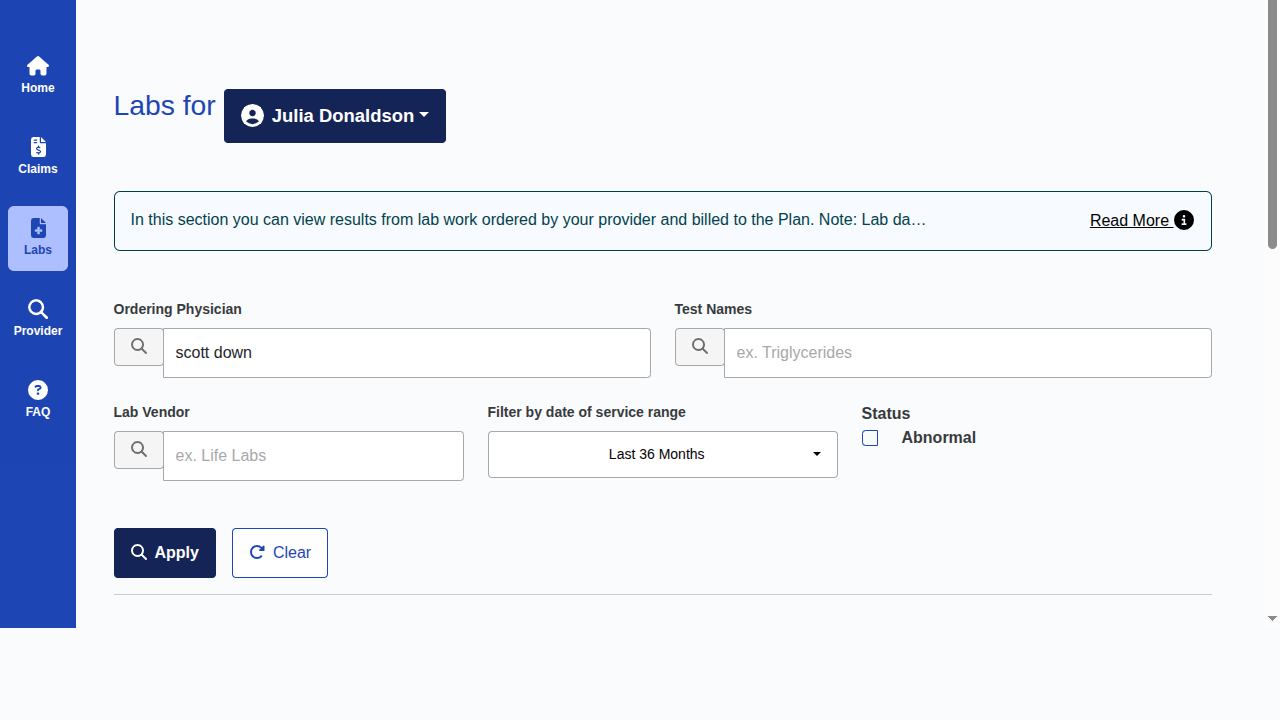 Home
Claims
Labs
Provider
FAQ
Labs for
Julia Donaldson
In this section you can view results from lab work ordered by your provider and billed to the Plan. Note: Lab da…
Read More
Ordering Physician
scott down
Test Names
ex. Triglycerides
Lab Vendor
ex. Life Labs
Filter by date of service range
Last 36 Months
Status
Abnormal
Apply
Clear